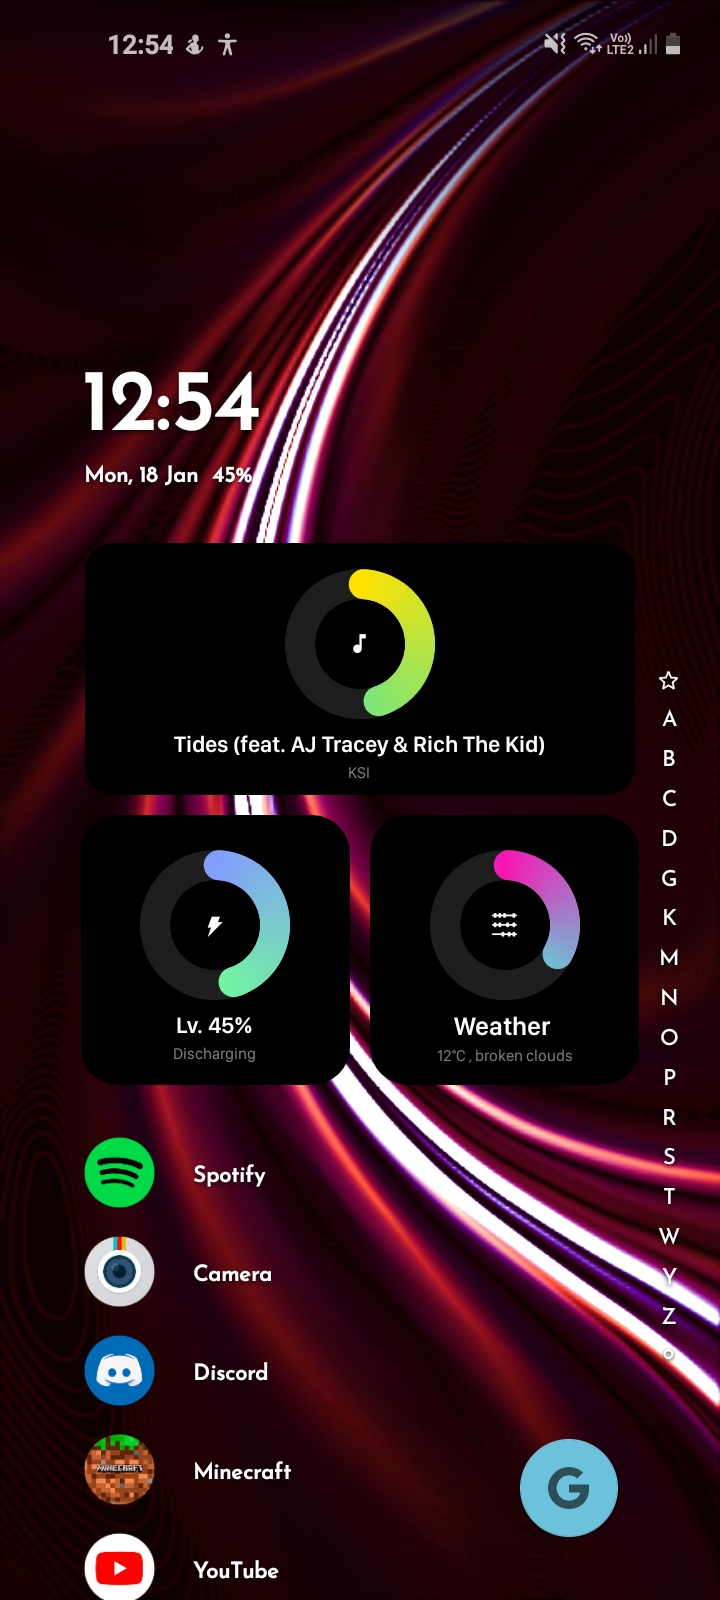 12:54
Vo))
LTE2
12:54
Mon, 18 Jan 45%
Tides (feat. AJ Tracey & Rich The Kid)
KSI
Lv. 45%
Discharging
Weather
12°C , broken clouds
A
B
C
D
G
K
M
N
O
P
R
S
T
W
Y
Z
Spotify
Camera
Discord
MINECRAFT
Minecraft
G
YouTube